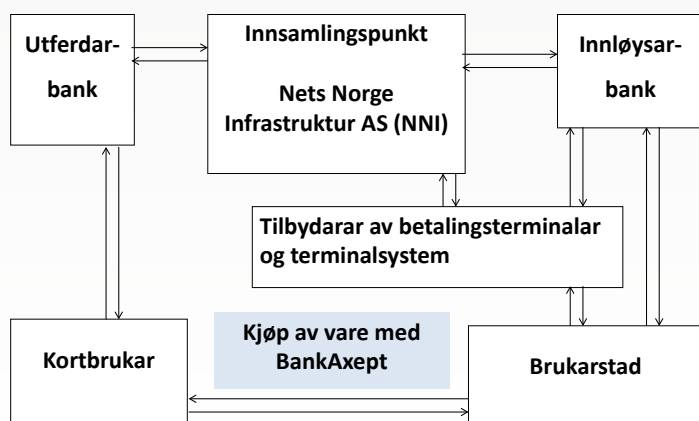 Utferdar-
bank
Innsamlingspunkt
Nets Norge
Infrastruktur AS (NNI)
Innløysar-
bank
Tilbydarar av betalingsterminalar
og terminalsystem
Kortbrukar
Kjøp av vare med
BankAxept
Brukarstad